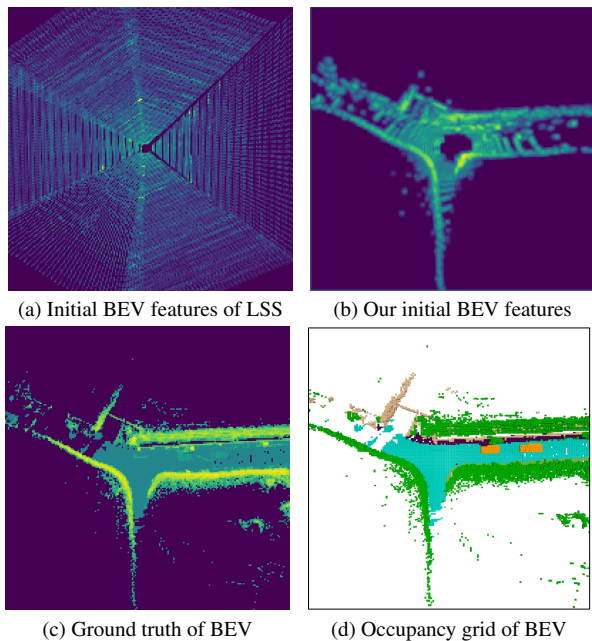 (a) Initial BEV features of LSS
(b) Our initial BEV features
(c) Ground truth of BEV
(d) Occupancy grid of BEV